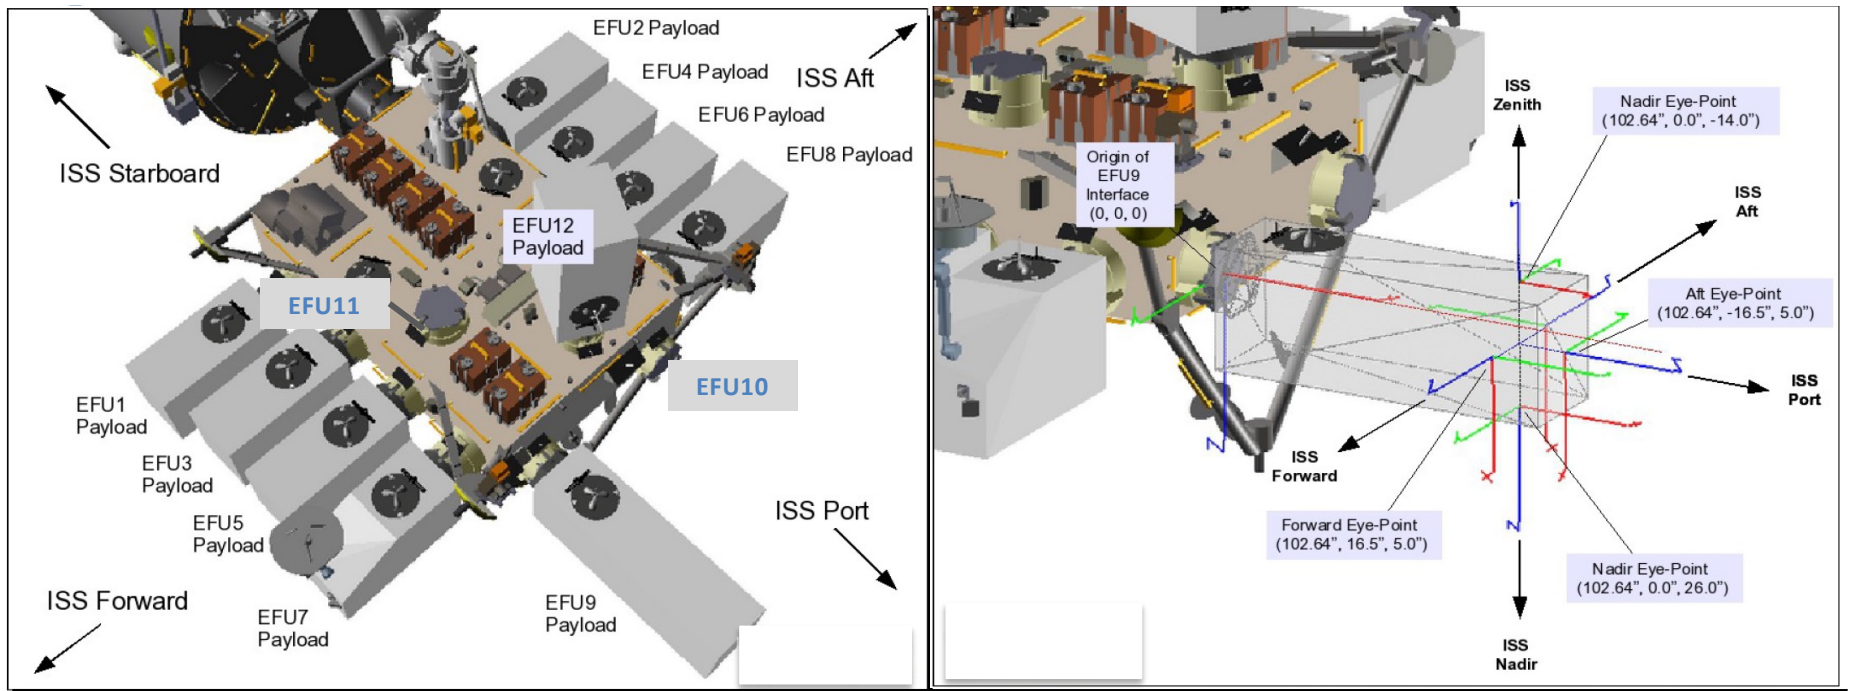 EFU2 Payload
EFU4 Payload
ISS Aft
EFU6 Payload
EFU8 Payload
ISS Starboard
EFU12
Payload
EFU11
EFU10
EFU1
Payload
EFU3
Payload
EFU5
Payload
ISS Port
ISS Forward
EFU7
Payload
EFU9
Payload
ISS
Zenith
Nadir Eye-Point
(102.64", 0.0", -14.0")
Origin of
EFU9
Interface
(0, 0, 0)
ISS
Aft
Aft Eye-Point
(102.64", -16.5", 5.0")
ISS
Port
ISS
Forward
Forward Eye-Point
(102.64", 16.5", 5.0")
Nadir Eye-Point
(102.64", 0.0", 26.0")
ISS
Nadir